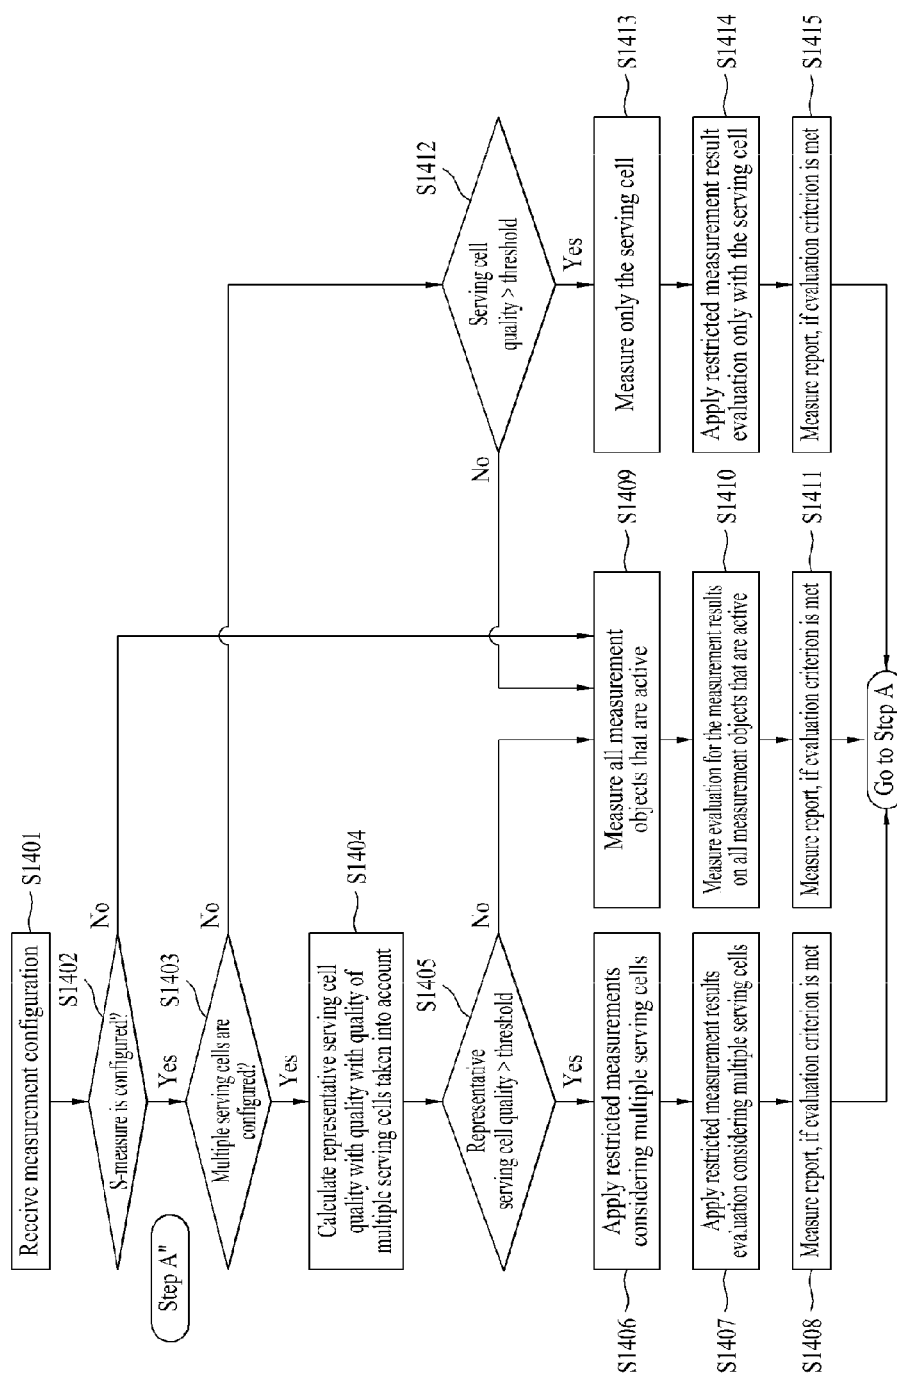 Receive measurement configuration
S1401
S1402
S-measure is configured?
No
Yes
Step A"
S1403
Multiple serving cells are
configured?
No
Yes
Calculate representative serving cell
quality with quality with quality of
multiple serving cells taken into account
S1404
S1405
Representative
serving cell quality > threshold
No
Yes
S1412
Serving cell
quality > threshold
No
Yes
S1406
Apply restricted measurements
considering multiple serving cells
S1407
Apply restricted measurement results
evaluation considering multiple serving cells
S1408
Measure report, if evaluation criterion is met
Measure all measurement
objects that are active
S1409
Measure evaluation for the measurement results
on all measurement objects that are active
S1410
Measure report, if evaluation criterion is met
S1411
Measure only the serving cell
S1413
Apply restricted measurement result
evaluation only with the serving cell
S1414
Measure report, if evaluation criterion is met
S1415
Go to Step A